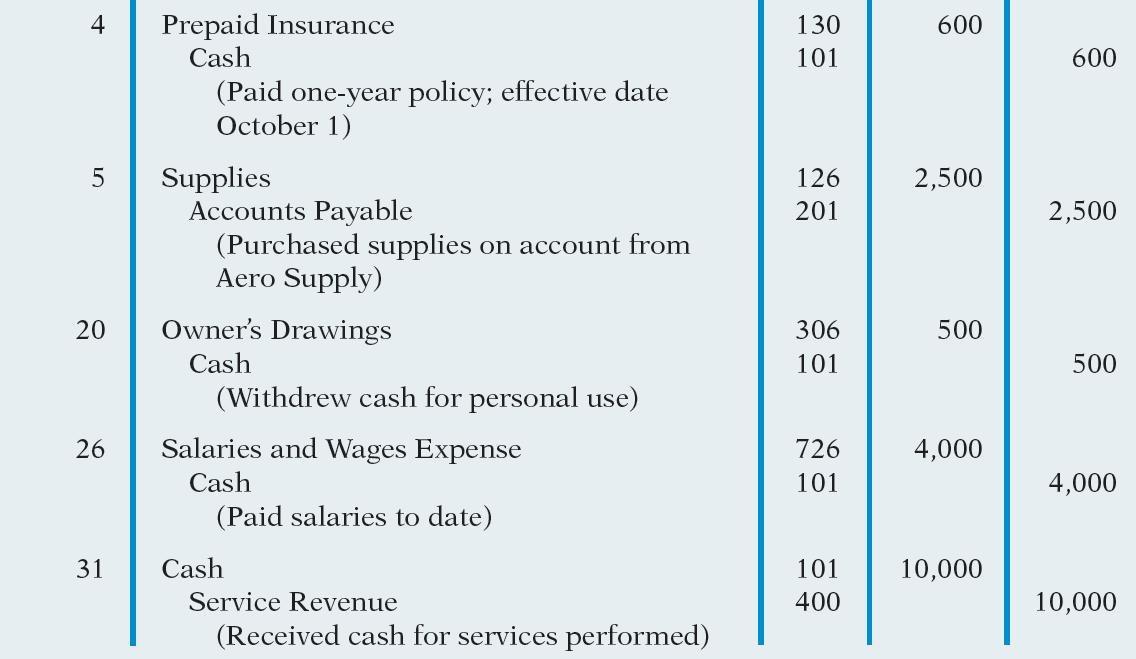 4 Prepaid Insurance 130 600
Cash 101 600
(Paid one-year policy; effective date
October 1)
5 Supplies 126 2,500
Accounts Payable 201 2,500
(Purchased supplies on account from
Aero Supply)
20 Owner’s Drawings 306 500
Cash 101 500
(Withdrew cash for personal use)
26 Salaries and Wages Expense 726 4,000
Cash 101 4,000
(Paid salaries to date)
31 Cash 101 10,000
Service Revenue 400 10,000
(Received cash for services performed)